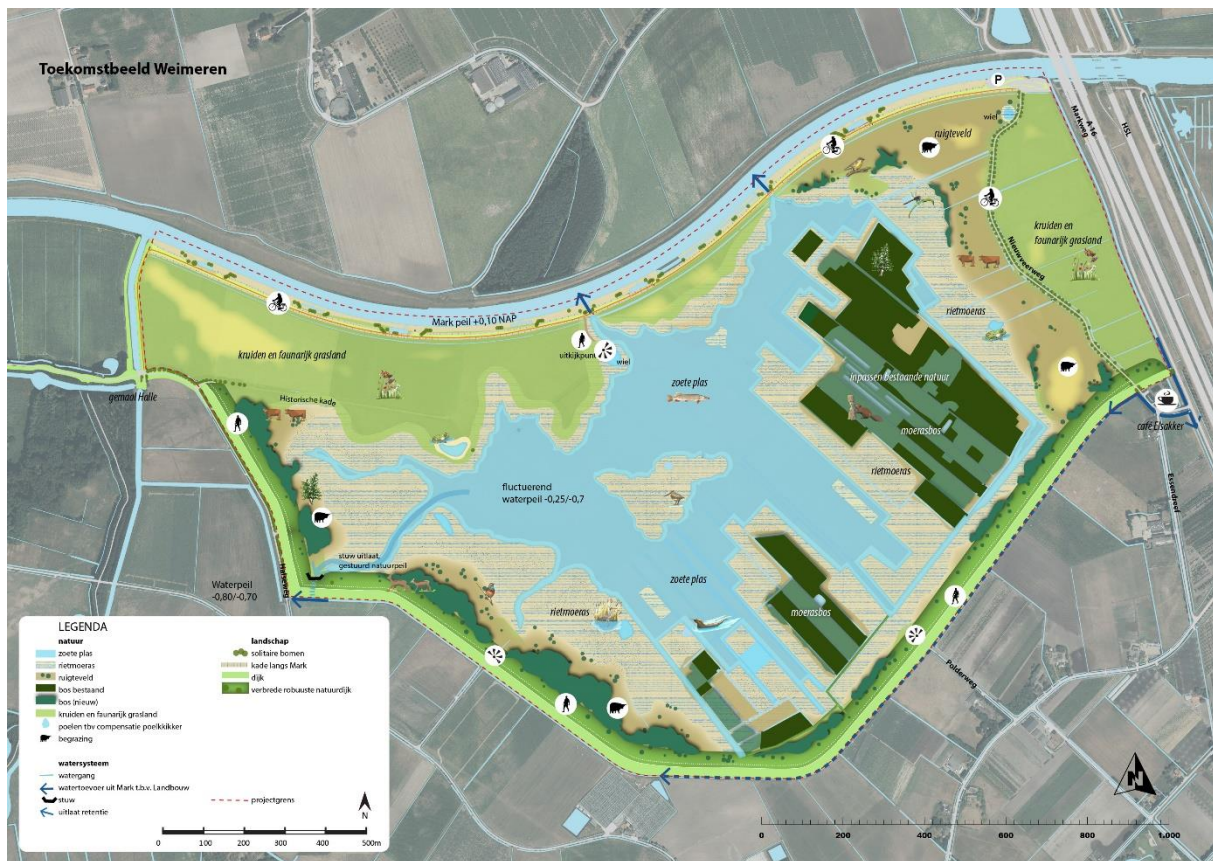 Toekomstbeeld Weimeren
P
wiel
ruigteveld
A-16
Markweg
HSL
kruiden en
faunarijk grasland
Nieuwveerweg
rietmoeras
Mark peil +0,10 NAP
uitkijkpunt
wiel
kruiden en faunarijk grasland
zoete plas
inpassen bestaande natuur
moerasbos
gemaal Halle
Historische kade
rietmoeras
café Elsakker
Essendreef
fluctuerend
waterpeil -0,25/-0,7
stuw uitlaat,
gestuurd natuurpeil
Halseweg
Waterpeil
-0,80/-0,70
zoete plas
rietmoeras
moerasbos
Polderweg
LEGENDA
natuur
zoete plas
rietmoeras
ruigteveld
bos bestaand
bos (nieuw)
kruiden en faunarijk grasland
poelen tbv compensatie poelkikker
begrazing
landschap
solitaire bomen
kade langs Mark
dijk
verbrede robuuste natuurdijk
watersysteem
watergang
watertoevoer uit Mark t.b.v. Landbouw
stuw
uitlaat retentie
projectgrens
N
0 100 200 300 400 500m
N
0 200 400 600 800 1.000